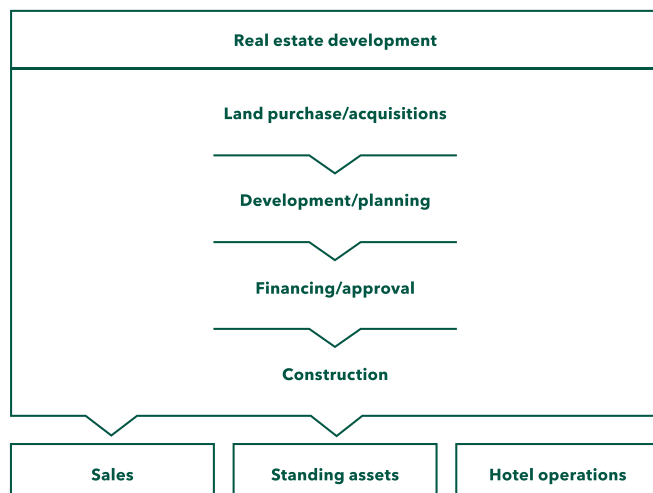 Real estate development
Land purchase/acquisitions
Development/planning
Financing/approval
Construction
Sales
Standing assets
Hotel operations